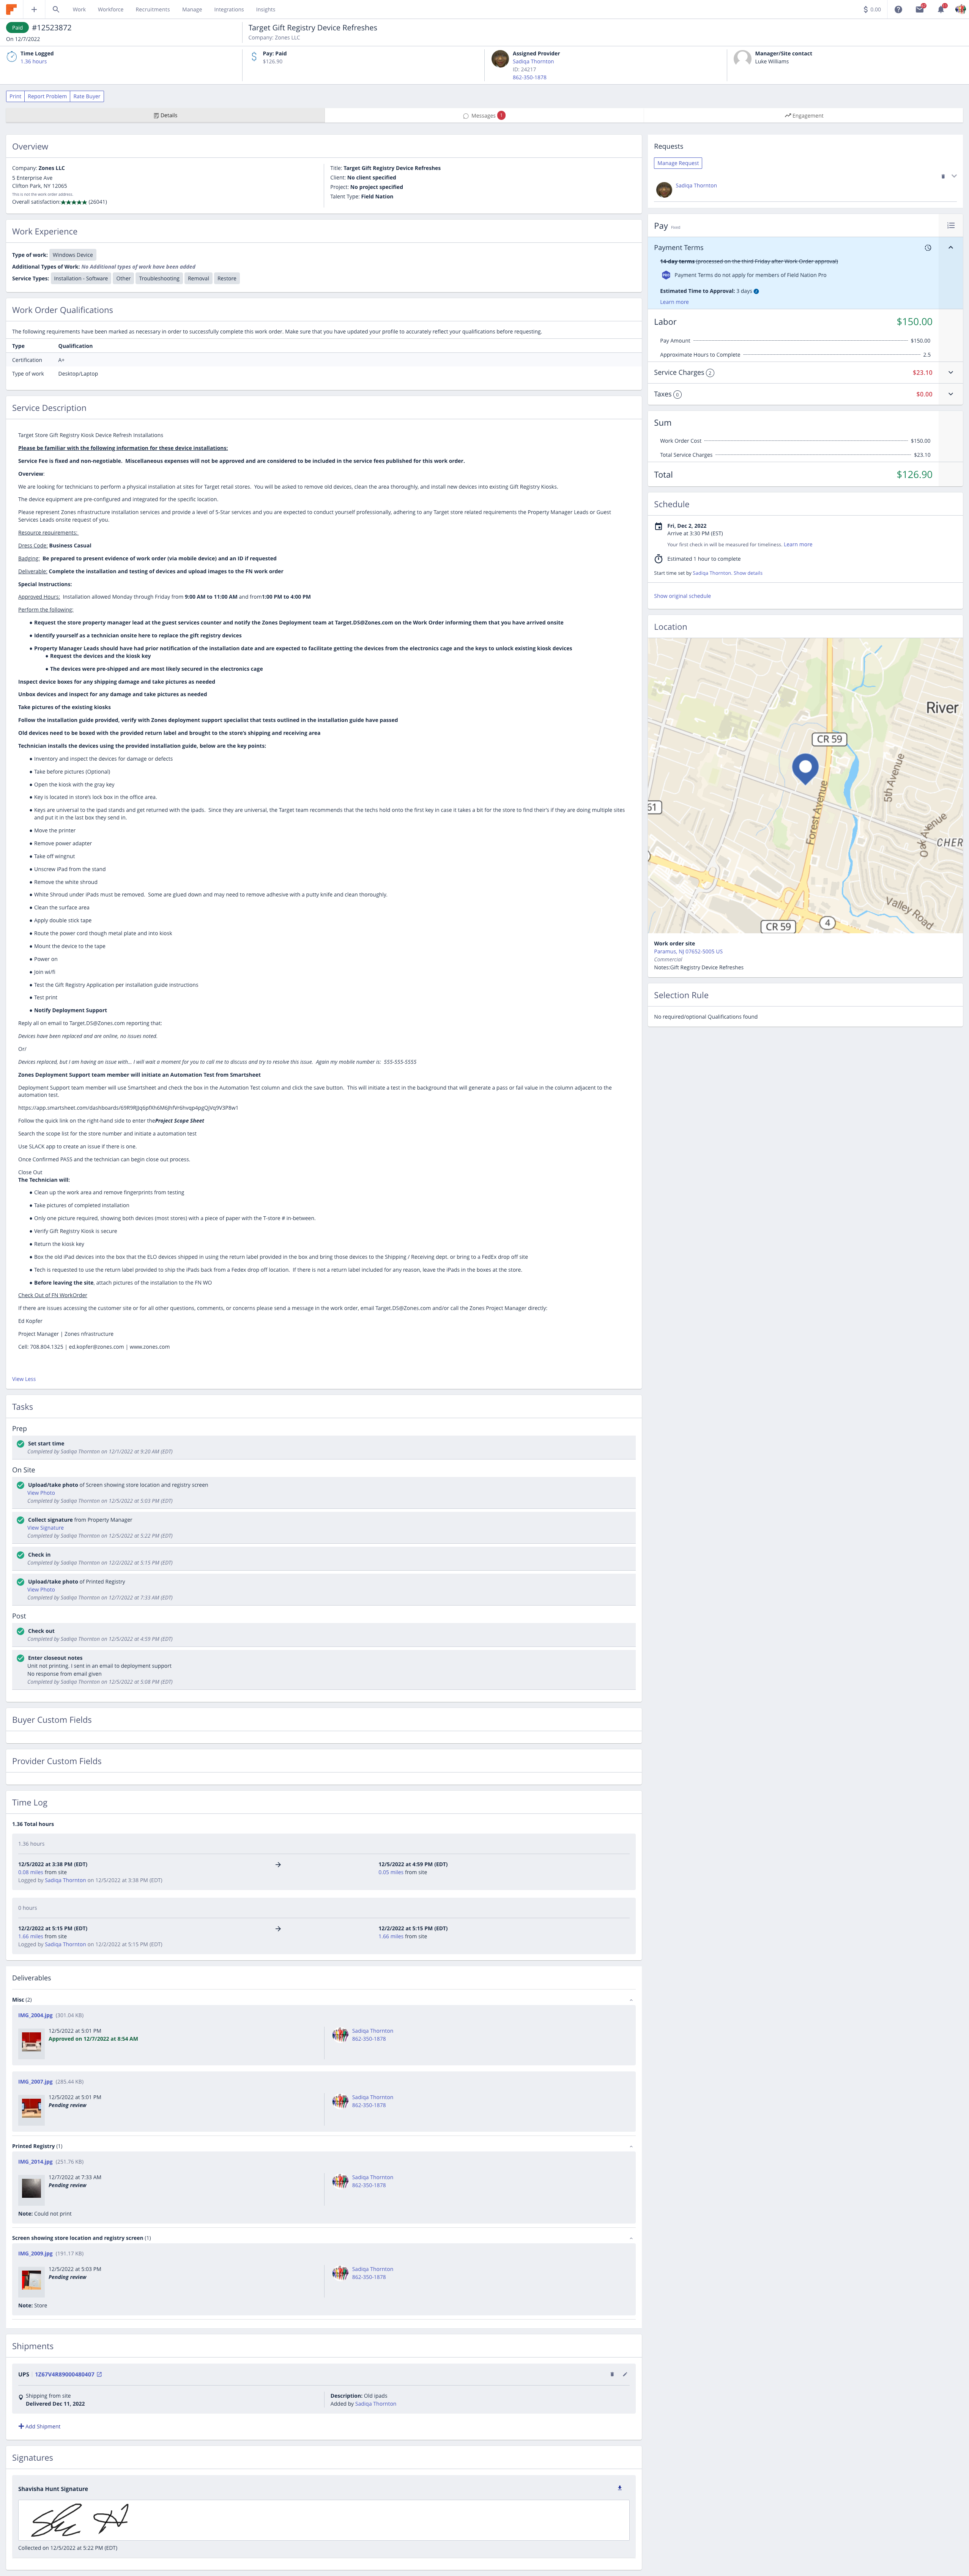 Work Workforce Recruitments Manage Integrations Insights
$ 0.00
Paid #12523872
On 12/7/2022
Target Gift Registry Device Refreshes
Company: Zones LLC
Time Logged
1.36 hours
Pay: Paid
$126.90
Assigned Provider
Sadiqa Thornton
ID: 24217
862-350-1878
Manager/Site contact
Luke Williams
Print Report Problem Rate Buyer
Details
Messages 1
Engagement
Overview
Company: Zones LLC
5 Enterprise Ave
Clifton Park, NY 12065
This is not the work order address.
Overall satisfaction: (26041)
Title: Target Gift Registry Device Refreshes
Client: No client specified
Project: No project specified
Talent Type: Field Nation
Work Experience
Type of work: Windows Device
Additional Types of Work: No Additional types of work have been added
Service Types: Installation - Software Other Troubleshooting Removal Restore
Work Order Qualifications
The following requirements have been marked as necessary in order to successfully complete this work order. Make sure that you have updated your profile to accurately reflect your qualifications before requesting.
Type Qualification
Certification A+
Type of work Desktop/Laptop
Service Description
Target Store Gift Registry Kiosk Device Refresh Installations
Please be familiar with the following information for these device installations:
Service Fee is fixed and non-negotiable. Miscellaneous expenses will not be approved and are considered to be included in the service fees published for this work order.
Overview:
We are looking for technicians to perform a physical installation at sites for Target retail stores. You will be asked to remove old devices, clean the area thoroughly, and install new devices into existing Gift Registry Kiosks.
The device equipment are pre-configured and integrated for the specific location.
Please represent Zones nfrastructure installation services and provide a level of 5-Star services and you are expected to conduct yourself professionally, adhering to any Target store related requirements the Property Manager Leads or Guest
Services Leads onsite request of you.
Resource requirements:
Dress Code: Business Casual
Badging: Be prepared to present evidence of work order (via mobile device) and an ID if requested
Deliverable: Complete the installation and testing of devices and upload images to the FN work order
Special Instructions:
Approved Hours: Installation allowed Monday through Friday from 9:00 AM to 11:00 AM and from1:00 PM to 4:00 PM
Perform the following:
• Request the store property manager lead at the guest services counter and notify the Zones Deployment team at Target.DS@Zones.com on the Work Order informing them that you have arrived onsite
• Identify yourself as a technician onsite here to replace the gift registry devices
• Property Manager Leads should have had prior notification of the installation date and are expected to facilitate getting the devices from the electronics cage and the keys to unlock existing kiosk devices
• Request the devices and the kiosk key
• The devices were pre-shipped and are most likely secured in the electronics cage
Inspect device boxes for any shipping damage and take pictures as needed
Unbox devices and inspect for any damage and take pictures as needed
Take pictures of the existing kiosks
Follow the installation guide provided, verify with Zones deployment support specialist that tests outlined in the installation guide have passed
Old devices need to be boxed with the provided return label and brought to the store's shipping and receiving area
Technician installs the devices using the provided installation guide, below are the key points:
• Inventory and inspect the devices for damage or defects
• Take before pictures (Optional)
• Open the kiosk with the gray key
• Key is located in store's lock box in the office area.
• Keys are universal to the ipad stands and get returned with the ipads. Since they are universal, the Target team recommends that the techs hold onto the first key in case it takes a bit for the store to find their's if they are doing multiple sites
and put it in the last box they send in.
• Move the printer
• Remove power adapter
• Take off wingnut
• Unscrew iPad from the stand
• Remove the white shroud
• White Shroud under iPads must be removed. Some are glued down and may need to remove adhesive with a putty knife and clean thoroughly.
• Clean the surface area
• Apply double stick tape
• Route the power cord though metal plate and into kiosk
• Mount the device to the tape
• Power on
• Join wi/fi
• Test the Gift Registry Application per installation guide instructions
• Test print
• Notify Deployment Support
Reply all on email to Target.DS@Zones.com reporting that:
Devices have been replaced and are online, no issues noted.
Or/
Devices replaced, but I am having an issue with... I will wait a moment for you to call me to discuss and try to resolve this issue. Again my mobile number is: 555-555-5555
Zones Deployment Support team member will initiate an Automation Test from Smartsheet
Deployment Support team member will use Smartsheet and check the box in the Automation Test column and click the save button. This will initiate a test in the background that will generate a pass or fail value in the column adjacent to the
automation test.
Follow the quick link on the right-hand side to enter theProject Scope Sheet
Search the scope list for the store number and initiate a automation test
Use SLACK app to create an issue if there is one.
Once Confirmed PASS and the technician can begin close out process.
Close Out
The Technician will:
• Clean up the work area and remove fingerprints from testing
• Take pictures of completed installation
• Only one picture required, showing both devices (most stores) with a piece of paper with the T-store # in-between.
• Verify Gift Registry Kiosk is secure
• Return the kiosk key
• Box the old iPad devices into the box that the ELO devices shipped in using the return label provided in the box and bring those devices to the Shipping / Receiving dept. or bring to a FedEx drop off site
• Tech is requested to use the return label provided to ship the iPads back from a Fedex drop off location. If there is not a return label included for any reason, leave the iPads in the boxes at the store.
• Before leaving the site, attach pictures of the installation to the FN WO
Check Out of FN WorkOrder
If there are issues accessing the customer site or for all other questions, comments, or concerns please send a message in the work order, email Target.DS@Zones.com and/or call the Zones Project Manager directly:
Ed Kopfer
Project Manager | Zones nfrastructure
Cell: 708.804.1325 | ed.kopfer@zones.com | www.zones.com
View Less
Tasks
Prep
Set start time
Completed by Sadiqa Thornton on 12/1/2022 at 9:20 AM (EDT)
On Site
Upload/take photo of Screen showing store location and registry screen
View Photo
Completed by Sadiqa Thornton on 12/5/2022 at 5:03 PM (EDT)
Collect signature from Property Manager
View Signature
Completed by Sadiqa Thornton on 12/5/2022 at 5:22 PM (EDT)
Check in
Completed by Sadiqa Thornton on 12/2/2022 at 5:15 PM (EDT)
Upload/take photo of Printed Registry
View Photo
Completed by Sadiqa Thornton on 12/7/2022 at 7:33 AM (EDT)
Post
Check out
Completed by Sadiqa Thornton on 12/5/2022 at 4:59 PM (EDT)
Enter closeout notes
Unit not printing. I sent in an email to deployment support
No response from email given
Completed by Sadiqa Thornton on 12/5/2022 at 5:08 PM (EDT)
Buyer Custom Fields
Provider Custom Fields
Time Log
1.36 Total hours
1.36 hours
12/5/2022 at 3:38 PM (EDT) 12/5/2022 at 4:59 PM (EDT)
0.08 miles from site 0.05 miles from site
Logged by Sadiqa Thornton on 12/5/2022 at 3:38 PM (EDT)
0 hours
12/2/2022 at 5:15 PM (EDT) 12/2/2022 at 5:15 PM (EDT)
1.66 miles from site 1.66 miles from site
Logged by Sadiqa Thornton on 12/2/2022 at 5:15 PM (EDT)
Deliverables
Misc (2)
IMG_2004.jpg (301.04 KB)
12/5/2022 at 5:01 PM Sadiqa Thornton
Approved on 12/7/2022 at 8:54 AM 862-350-1878
IMG_2007.jpg (285.44 KB)
12/5/2022 at 5:01 PM Sadiqa Thornton
Pending review 862-350-1878
Printed Registry (1)
IMG_2014.jpg (251.76 KB)
12/7/2022 at 7:33 AM Sadiqa Thornton
Pending review 862-350-1878
Note: Could not print
Screen showing store location and registry screen (1)
IMG_2009.jpg (191.17 KB)
12/5/2022 at 5:03 PM Sadiqa Thornton
Pending review 862-350-1878
Note: Store
Shipments
UPS 1Z67V4R89000480407
Shipping from site Description: Old ipads
Delivered Dec 11, 2022 Added by Sadiqa Thornton
Add Shipment
Signatures
Shavisha Hunt Signature
Collected on 12/5/2022 at 5:22 PM (EDT)
Requests
Manage Request
Sadiqa Thornton
Pay Fixed
Payment Terms
14-day terms (processed on the third Friday after Work Order approval)
PRO Payment Terms do not apply for members of Field Nation Pro
Estimated Time to Approval: 3 days
Learn more
Labor $150.00
Pay Amount $150.00
Approximate Hours to Complete 2.5
Service Charges 2 $23.10
Taxes 0 $0.00
Sum
Work Order Cost $150.00
Total Service Charges $23.10
Total $126.90
Schedule
Fri, Dec 2, 2022
Arrive at 3:30 PM (EST)
Your first check in will be measured for timeliness. Learn more
Estimated 1 hour to complete
Start time set by Sadiqa Thornton. Show details
Show original schedule
Location
River
CR 59
5th Avenue
Forest Avenue
Oak Avenue
CHER
Valley Road
4
CR 59
Work order site
Paramus, NJ 07652-5005 US
Commercial
Notes:Gift Registry Device Refreshes
Selection Rule
No required/optional Qualifications found